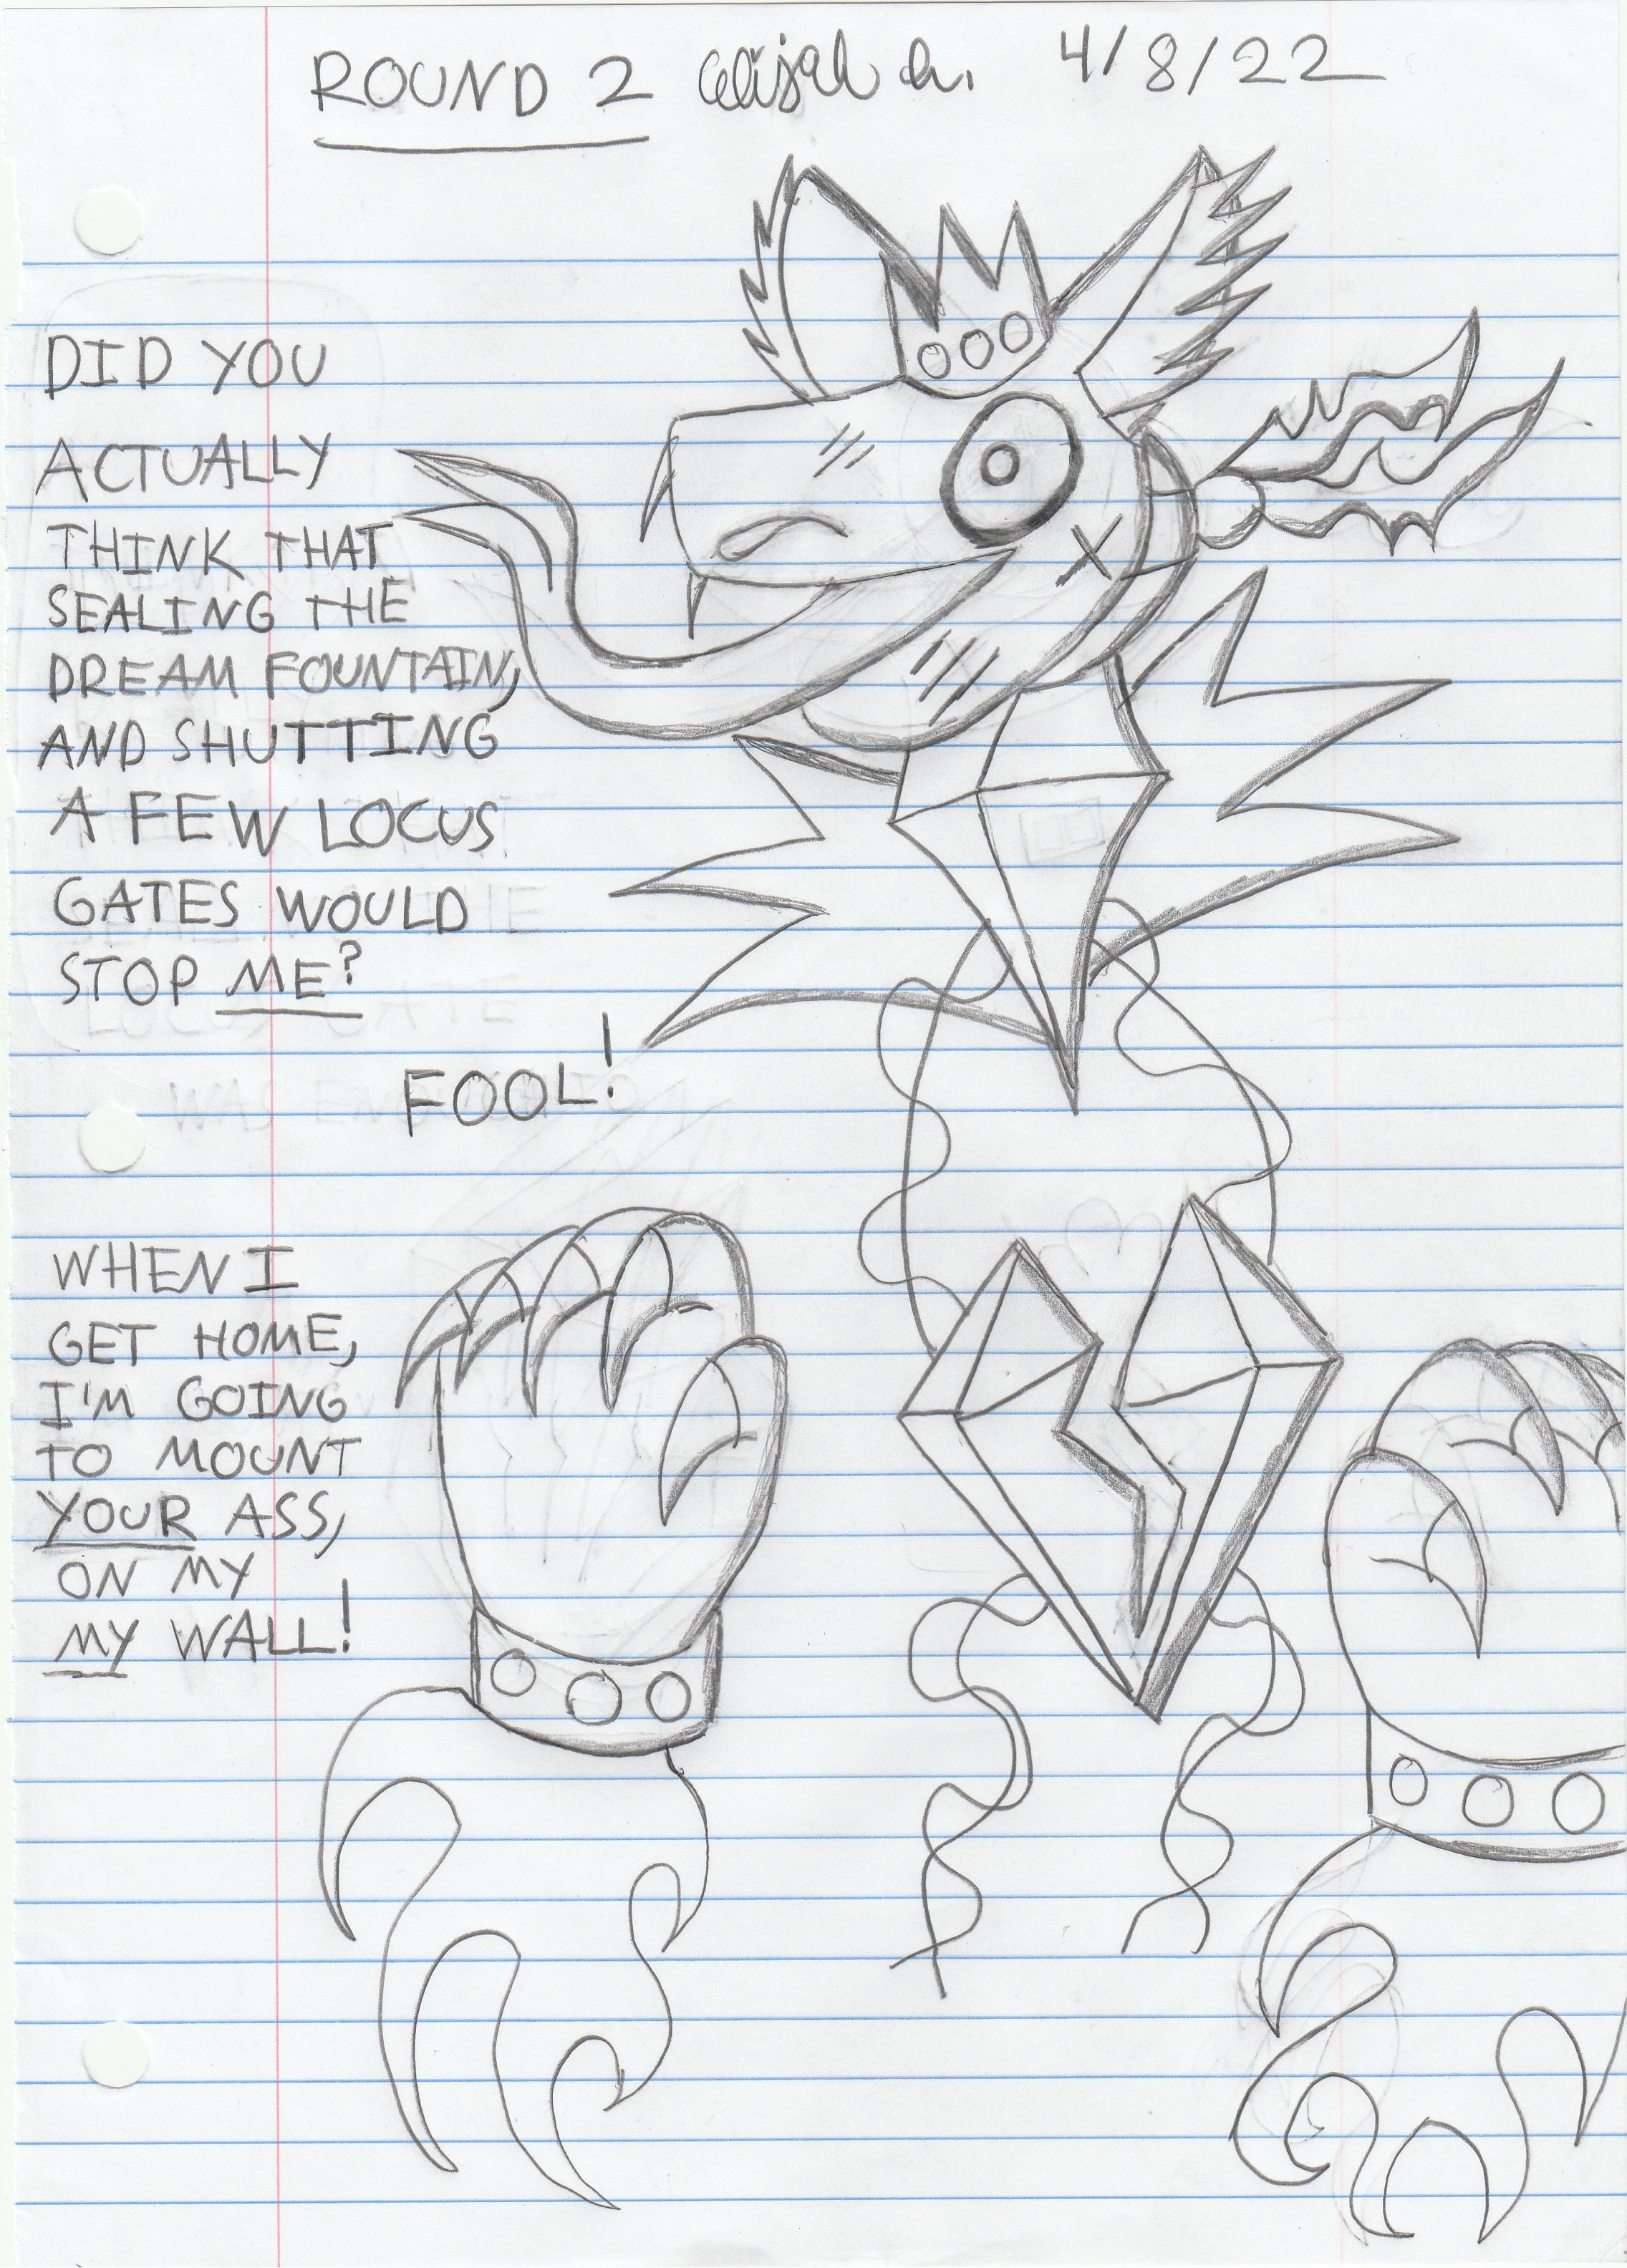 ROUND 2 elijah a. 4/8/22
DID YOU
ACTUALLY
THINK THAT
SEALING THE
DREAM FOUNTAIN,
AND SHUTTING
A FEW LOCUS
GATES WOULD
STOP ME?
FOOL!
WHEN I
GET HOME,
I'M GOING
TO MOUNT
YOUR ASS,
ON MY
MY WALL!